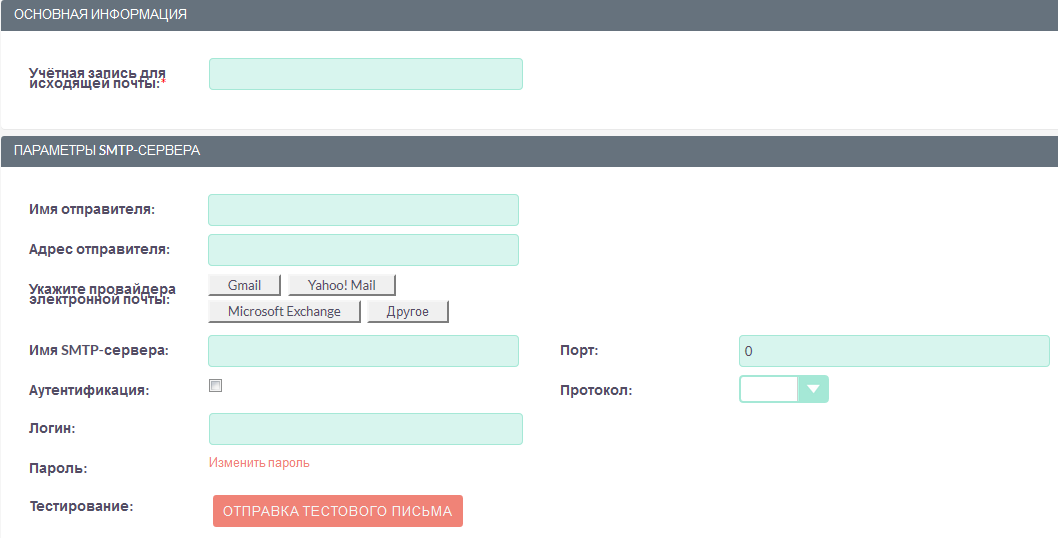 ОСНОВНАЯ ИНФОРМАЦИЯ
Учётная запись для
исходящей почты:*
ПАРАМЕТРЫ SMTP-СЕРВЕРА
Имя отправителя:
Адрес отправителя:
Укажите провайдера
электронной почты:
Gmail Yahoo! Mail
Microsoft Exchange Другое
Имя SMTP-сервера: Порт: 0
Аутентификация: Протокол:
Логин:
Пароль: Изменить пароль
Тестирование: ОТПРАВКА ТЕСТОВОГО ПИСЬМА